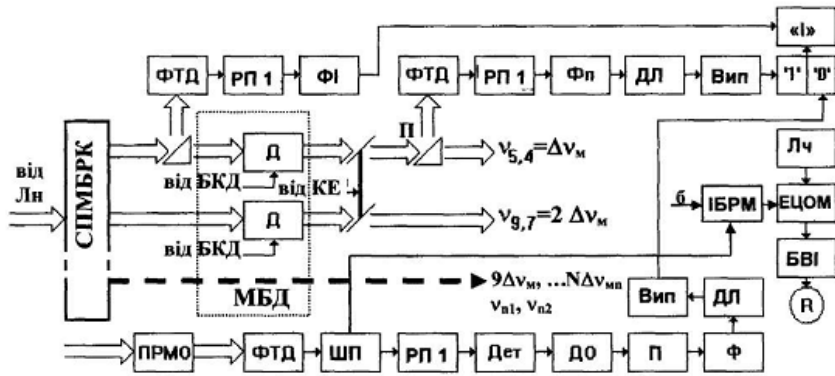 «І»
ФТД РП 1 ФІ ФТД РП 1 Фп ДЛ Вип '1' '0'
П
Д
ν5,4=Δνм
Лч
від
Лн
СПМБРК
від БКД
від КЕ
б
ІБРМ
ЕЦОМ
Д
ν9,7=2 Δνм
від БКД
БВІ
МБД
9Δνм, ...NΔνмп
νп1, νп2
Вип
ДЛ
R
ПРМО ФТД ШП РП 1 Дет ДО П Ф